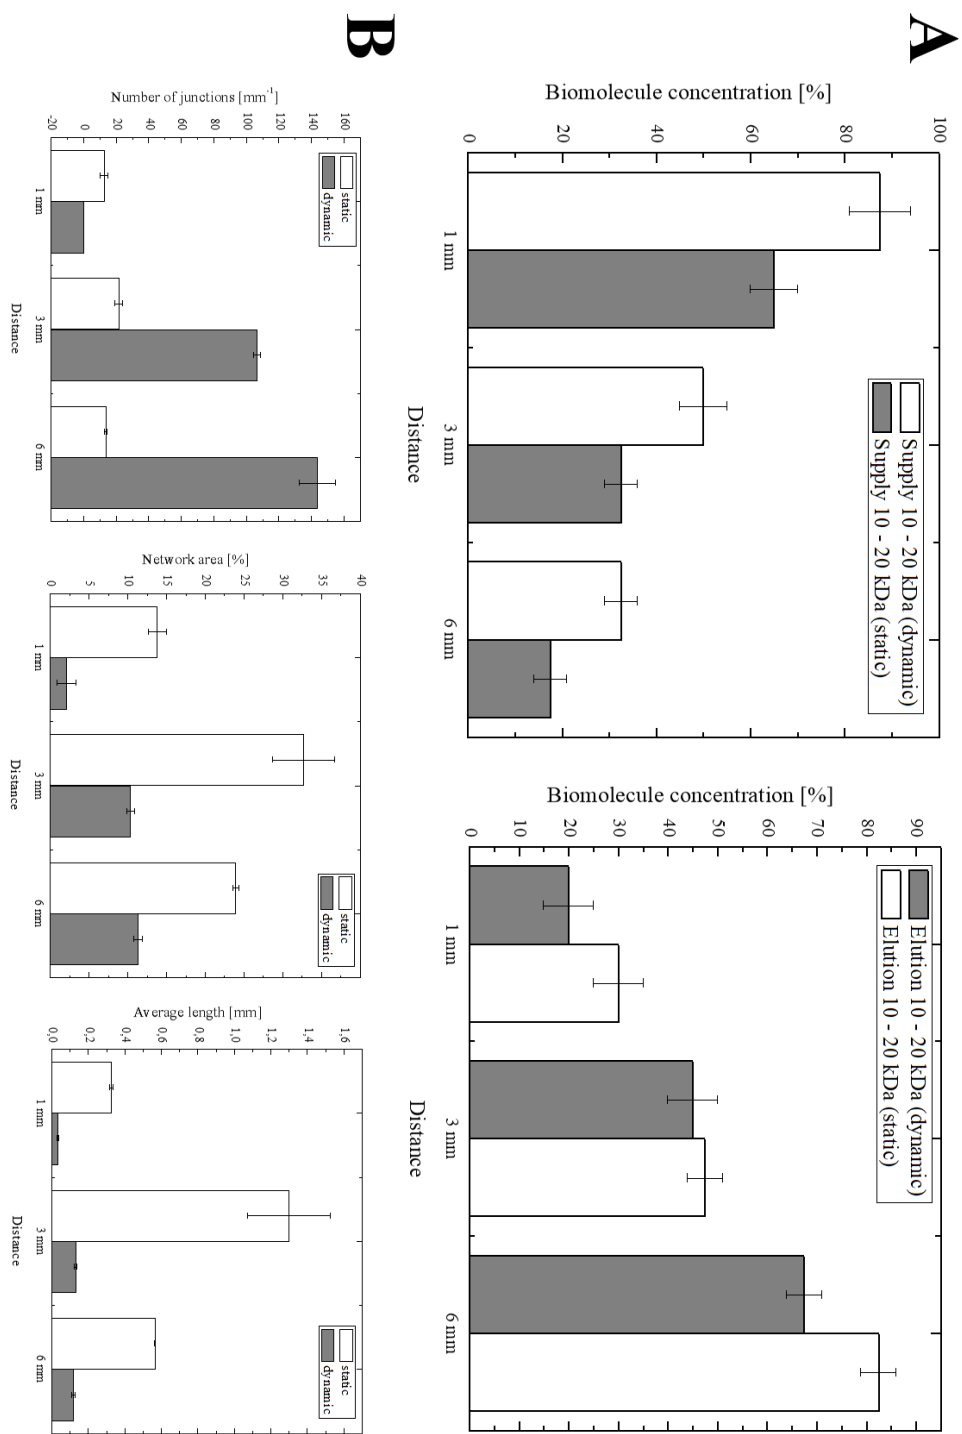 A
Biomolecule concentration [%]
100
80
60
40
20
0
Supply 10 - 20 kDa (dynamic)
Supply 10 - 20 kDa (static)
1 mm
3 mm
6 mm
Distance
Biomolecule concentration [%]
90
80
70
60
50
40
30
20
10
0
Elution 10 - 20 kDa (dynamic)
Elution 10 - 20 kDa (static)
1 mm
3 mm
6 mm
Distance
B
Number of junctions [mm⁻¹]
160
140
120
100
80
60
40
20
0
-20
static
dynamic
1 mm
3 mm
6 mm
Distance
Network area [%]
40
35
30
25
20
15
10
5
0
static
dynamic
1 mm
3 mm
6 mm
Distance
Average length [mm]
1,6
1,4
1,2
1,0
0,8
0,6
0,4
0,2
0,0
static
dynamic
1 mm
3 mm
6 mm
Distance